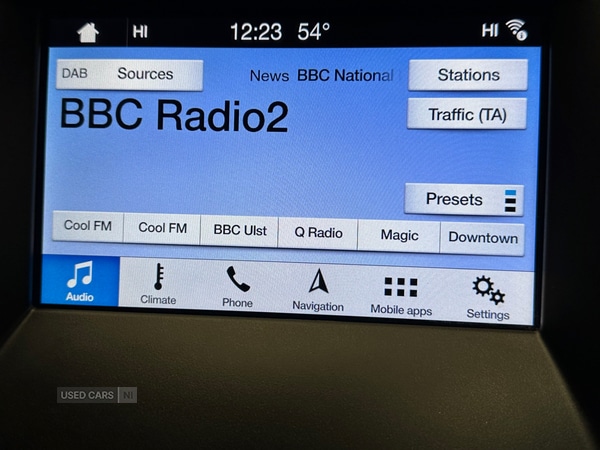 HI 12:23 54° HI
DAB Sources News BBC National Stations
BBC Radio2 Traffic (TA)
Presets
Cool FM Cool FM BBC Ulst Q Radio Magic Downtown
Audio Climate Phone Navigation Mobile apps Settings
USED CARS NI